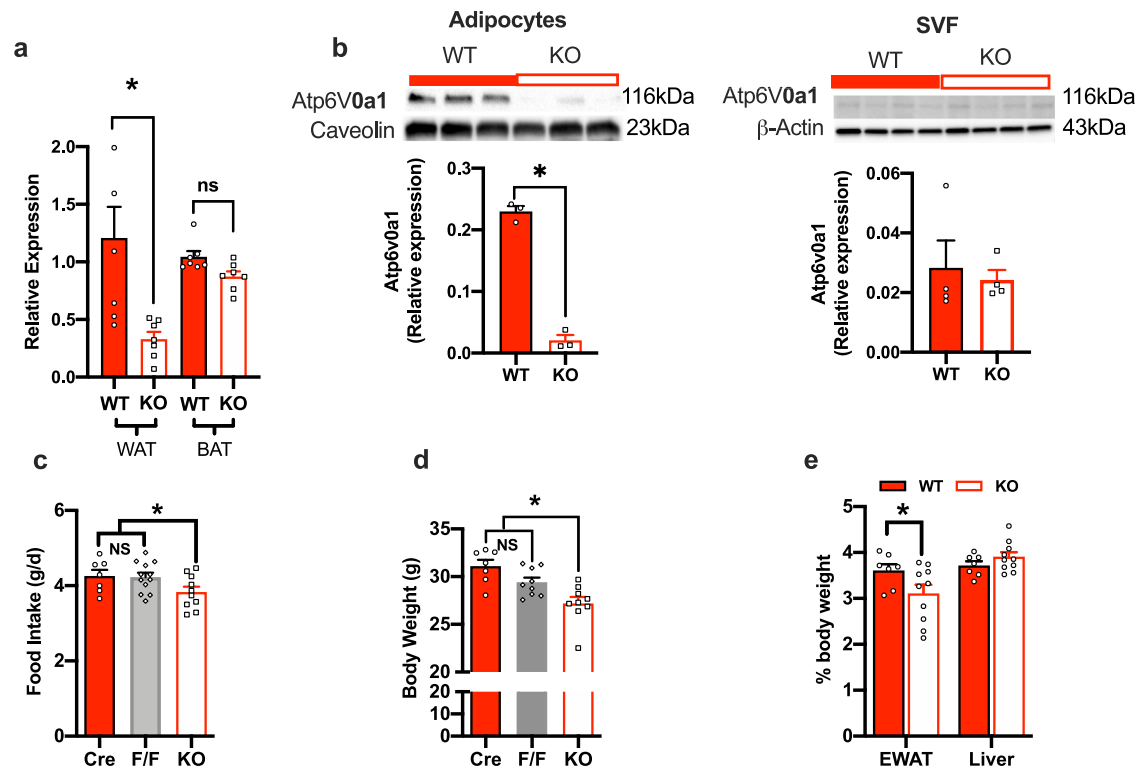 a
*
ns
2.0
1.5
1.0
0.5
0.0
Relative Expression
WT KO WT KO
WAT BAT
b
Adipocytes
WT KO
Atp6V0a1 116kDa
Caveolin 23kDa
*
0.3
0.2
0.1
0.0
Atp6v0a1
(Relative expression)
WT KO
SVF
WT KO
Atp6V0a1 116kDa
β-Actin 43kDa
0.06
0.04
0.02
0.00
Atp6v0a1
(Relative expression)
WT KO
c
*
NS
6
4
2
0
Food Intake (g/d)
Cre F/F KO
d
*
NS
35
30
25
20
20
15
10
5
0
Body Weight (g)
Cre F/F KO
e
WT KO
*
5
4
3
2
1
0
% body weight
EWAT Liver